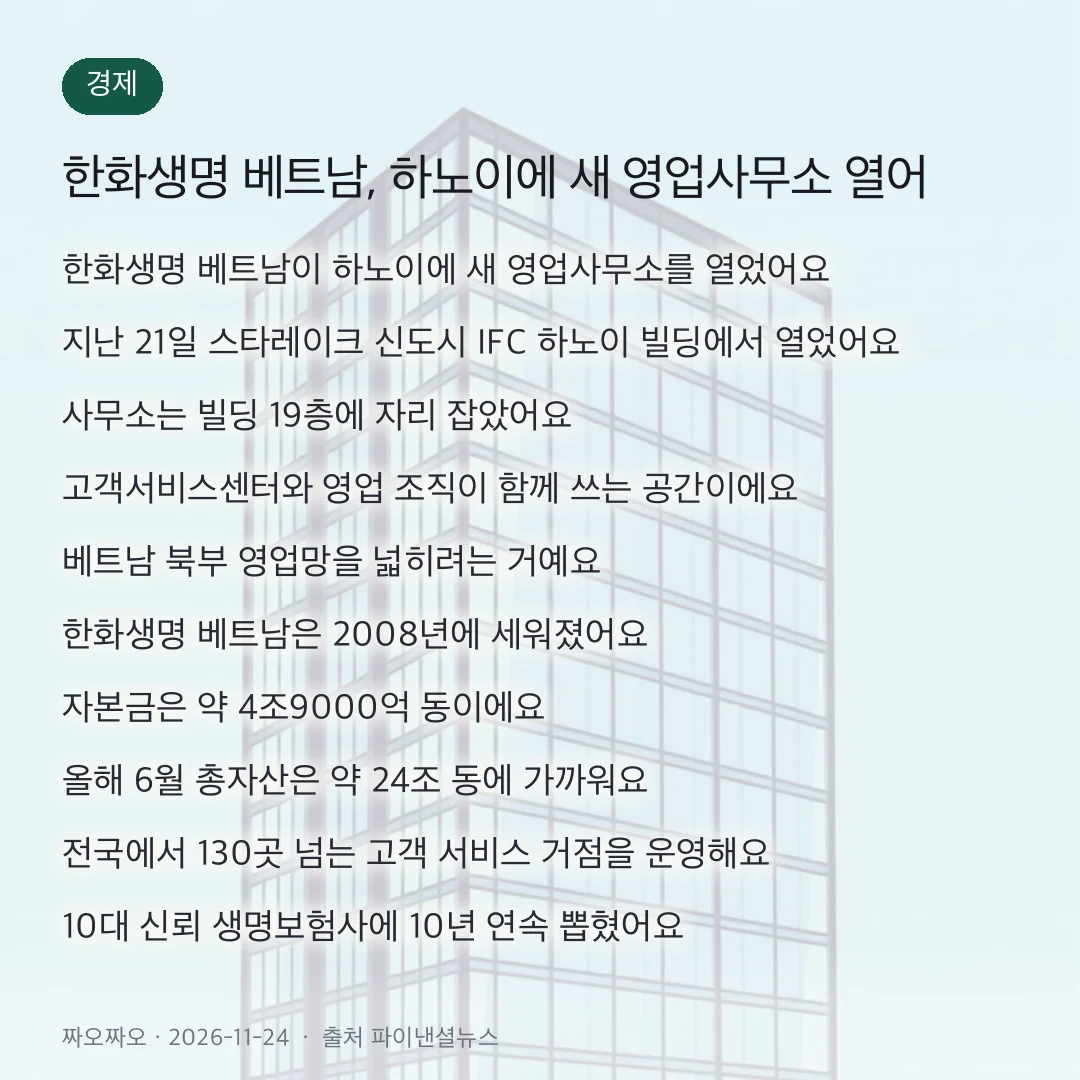 경제
한화생명 베트남, 하노이에 새 영업사무소 열어
한화생명 베트남이 하노이에 새 영업사무소를 열었어요
지난 21일 스타레이크 신도시 IFC 하노이 빌딩에서 열었어요
사무소는 빌딩 19층에 자리 잡았어요
고객서비스센터와 영업 조직이 함께 쓰는 공간이에요
베트남 북부 영업망을 넓히려는 거예요
한화생명 베트남은 2008년에 세워졌어요
자본금은 약 4조9000억 동이에요
올해 6월 총자산은 약 24조 동에 가까워요
전국에서 130곳 넘는 고객 서비스 거점을 운영해요
10대 신뢰 생명보험사에 10년 연속 뽑혔어요
짜오짜오 · 2026-11-24 · 출처 파이낸셜뉴스